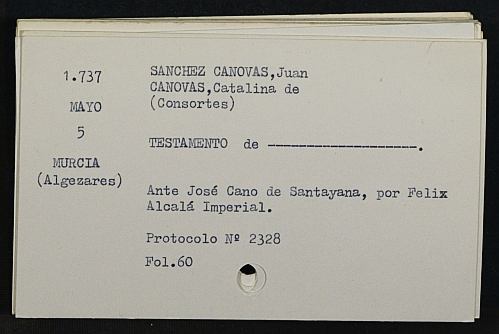 1.737
MAYO
5
MURCIA
(Algezares)
SANCHEZ CANOVAS,Juan
CANOVAS,Catalina de
(Consortes)
TESTAMENTO de -------------------.
Ante José Cano de Santayana, por Felix
Alcalá Imperial.
Protocolo Nº 2328
Fol.60